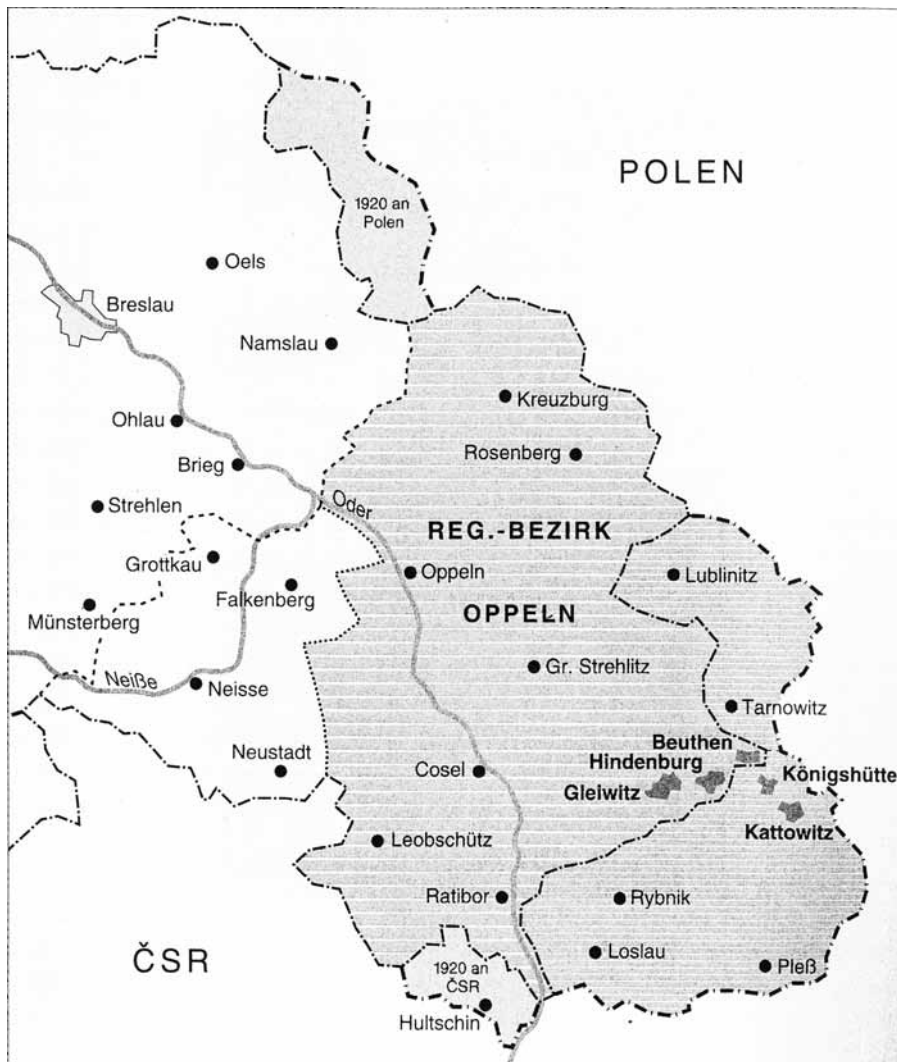 POLEN
1920 an
Polen
Oels
Breslau
Namslau
Kreuzburg
Ohlau
Rosenberg
Brieg
Strehlen
Oder
REG.-BEZIRK
Grottkau
Oppeln
Lublinitz
Falkenberg
Münsterberg
OPPELN
Gr. Strehlitz
Neiße
Neisse
Tarnowitz
Beuthen
Neustadt
Cosel
Hindenburg
Königshütte
Gleiwitz
Kattowitz
Leobschütz
Ratibor
Rybnik
ČSR
Loslau
Pleß
1920 an
ČSR
Hultschin